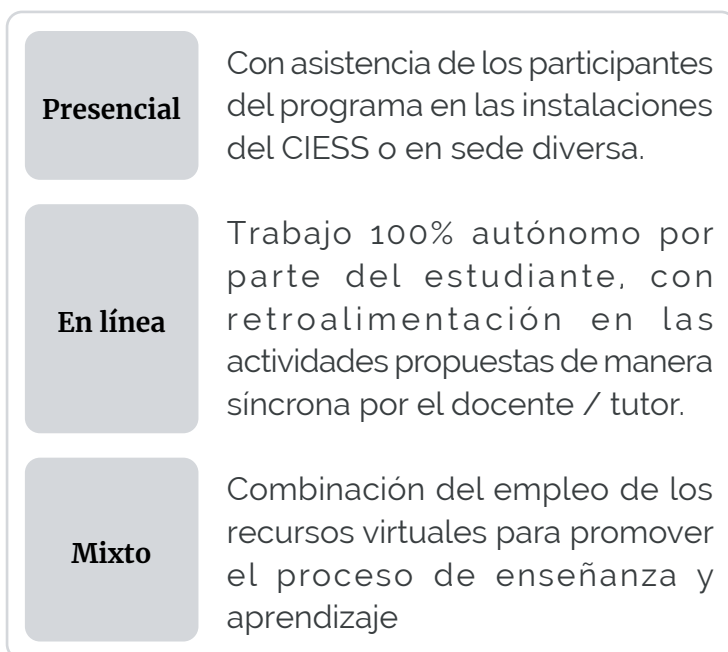 Presencial
Con asistencia de los participantes
del programa en las instalaciones
del CIESS o en sede diversa.
En línea
Trabajo 100% autónomo por
parte del estudiante, con
retroalimentación en las
actividades propuestas de manera
síncrona por el docente / tutor.
Mixto
Combinación del empleo de los
recursos virtuales para promover
el proceso de enseñanza y
aprendizaje